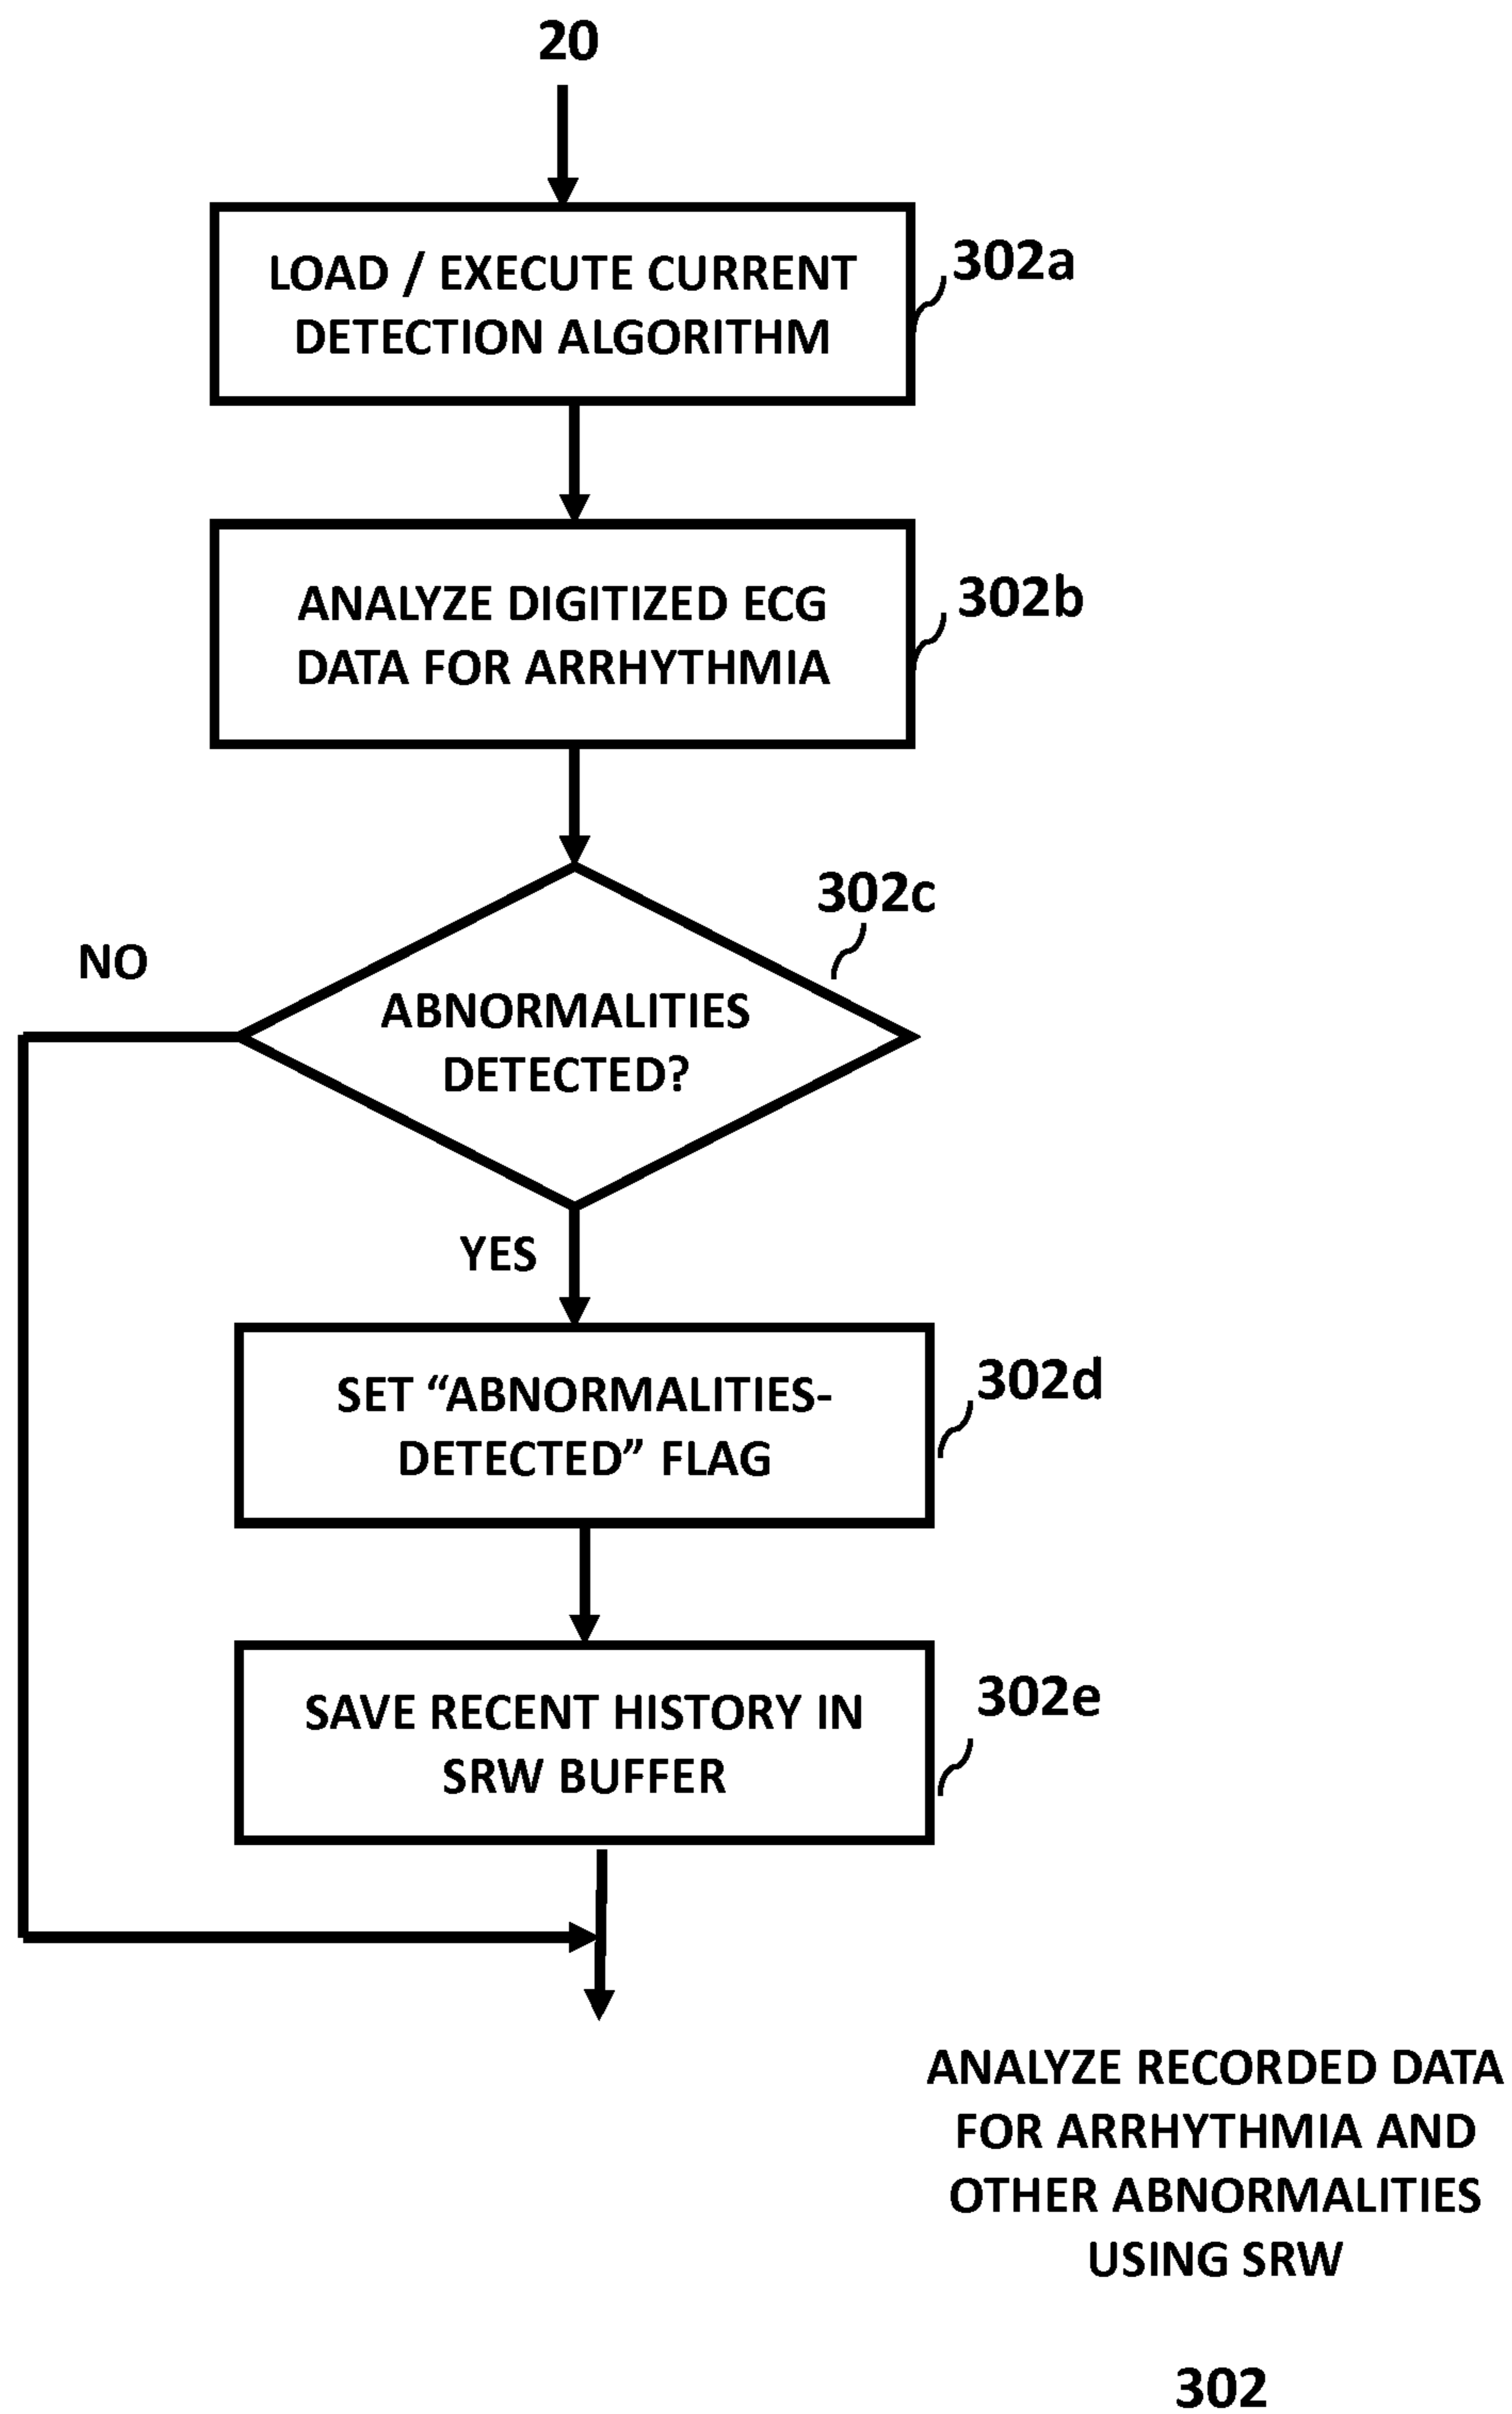 20
LOAD / EXECUTE CURRENT
DETECTION ALGORITHM
302a
ANALYZE DIGITIZED ECG
DATA FOR ARRHYTHMIA
302b
302c
NO
ABNORMALITIES
DETECTED?
YES
SET “ABNORMALITIES-
DETECTED” FLAG
302d
SAVE RECENT HISTORY IN
SRW BUFFER
302e
ANALYZE RECORDED DATA
FOR ARRHYTHMIA AND
OTHER ABNORMALITIES
USING SRW
302